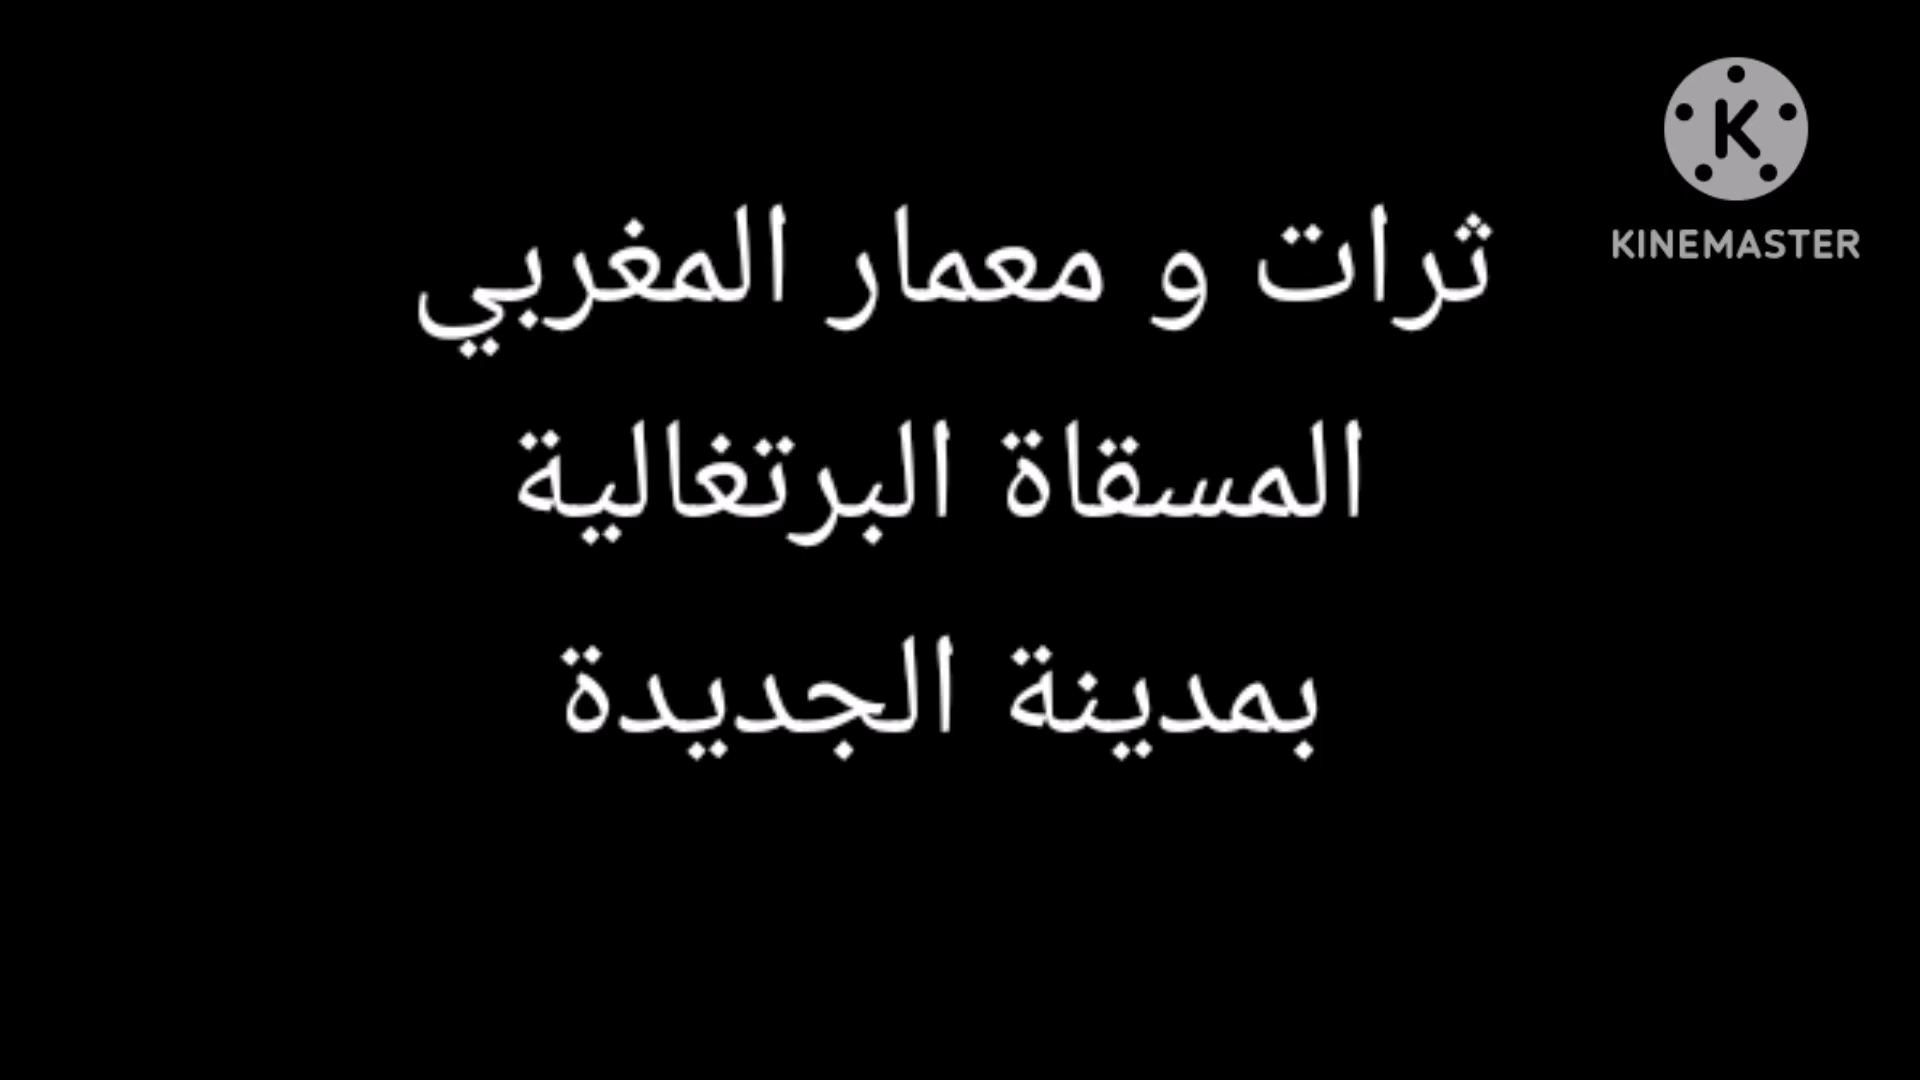 ثرات و معمار المغربي
المسقاة البرتغالية
بمدينة الجديدة
K
KINEMASTER